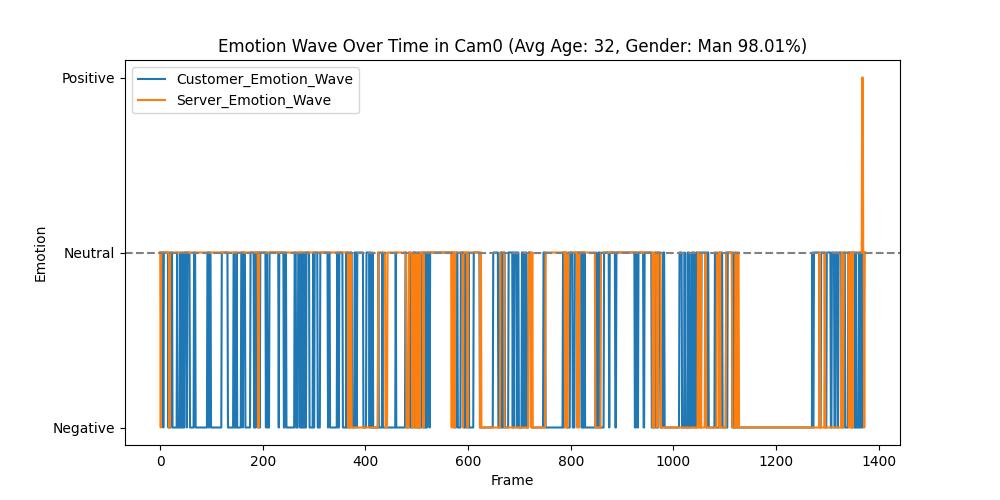 Emotion Wave Over Time in Cam0 (Avg Age: 32, Gender: Man 98.01%)
Customer_Emotion_Wave
Server_Emotion_Wave
Positive
Neutral
Negative
Emotion
0 200 400 600 800 1000 1200 1400
Frame